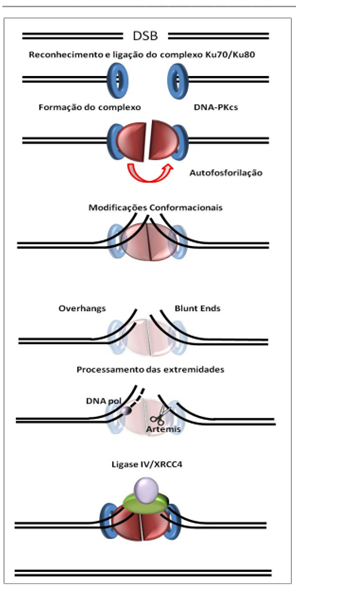 DSB
Reconhecimento e ligação do complexo Ku70/Ku80
Formação do complexo DNA-PKcs
Autofosforilação
Modificações Conformacionais
Overhangs Blunt Ends
Processamento das extremidades
DNA pol
Artemis
Ligase IV/XRCC4